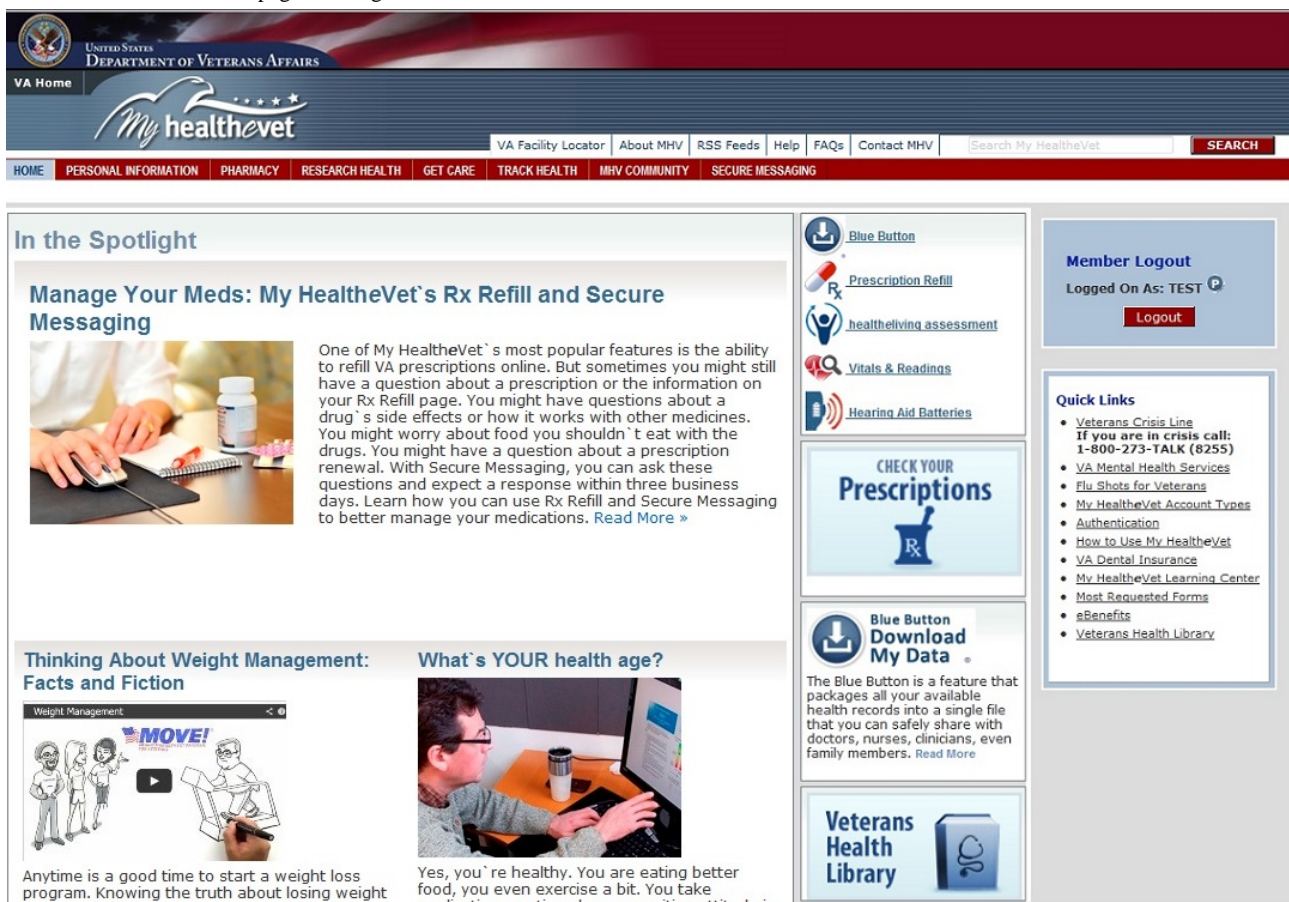 UNITED STATES
DEPARTMENT OF VETERANS AFFAIRS
VA Home
My healthevet
VA Facility Locator About MHV RSS Feeds Help FAQs Contact MHV Search My HealtheVet SEARCH
HOME PERSONAL INFORMATION PHARMACY RESEARCH HEALTH GET CARE TRACK HEALTH MHV COMMUNITY SECURE MESSAGING
In the Spotlight
Manage Your Meds: My HealtheVet`s Rx Refill and Secure
Messaging
One of My HealtheVet`s most popular features is the ability
to refill VA prescriptions online. But sometimes you might still
have a question about a prescription or the information on
your Rx Refill page. You might have questions about a
drug`s side effects or how it works with other medicines.
You might worry about food you shouldn`t eat with the
drugs. You might have a question about a prescription
renewal. With Secure Messaging, you can ask these
questions and expect a response within three business
days. Learn how you can use Rx Refill and Secure Messaging
to better manage your medications. Read More »
Thinking About Weight Management:
Facts and Fiction
Weight Management
MOVE!
Anytime is a good time to start a weight loss
program. Knowing the truth about losing weight
What`s YOUR health age?
Yes, you`re healthy. You are eating better
food, you even exercise a bit. You take
Blue Button
Rx Prescription Refill
healtheliving assessment
Vitals & Readings
Hearing Aid Batteries
CHECK YOUR
Prescriptions
Rx
Blue Button
Download
My Data ®
The Blue Button is a feature that
packages all your available
health records into a single file
that you can safely share with
doctors, nurses, clinicians, even
family members. Read More
Veterans
Health
Library
Member Logout
Logged On As: TEST P
Logout
Quick Links
Veterans Crisis Line
If you are in crisis call:
1-800-273-TALK (8255)
VA Mental Health Services
Flu Shots for Veterans
My HealtheVet Account Types
Authentication
How to Use My HealtheVet
VA Dental Insurance
My HealtheVet Learning Center
Most Requested Forms
eBenefits
Veterans Health Library